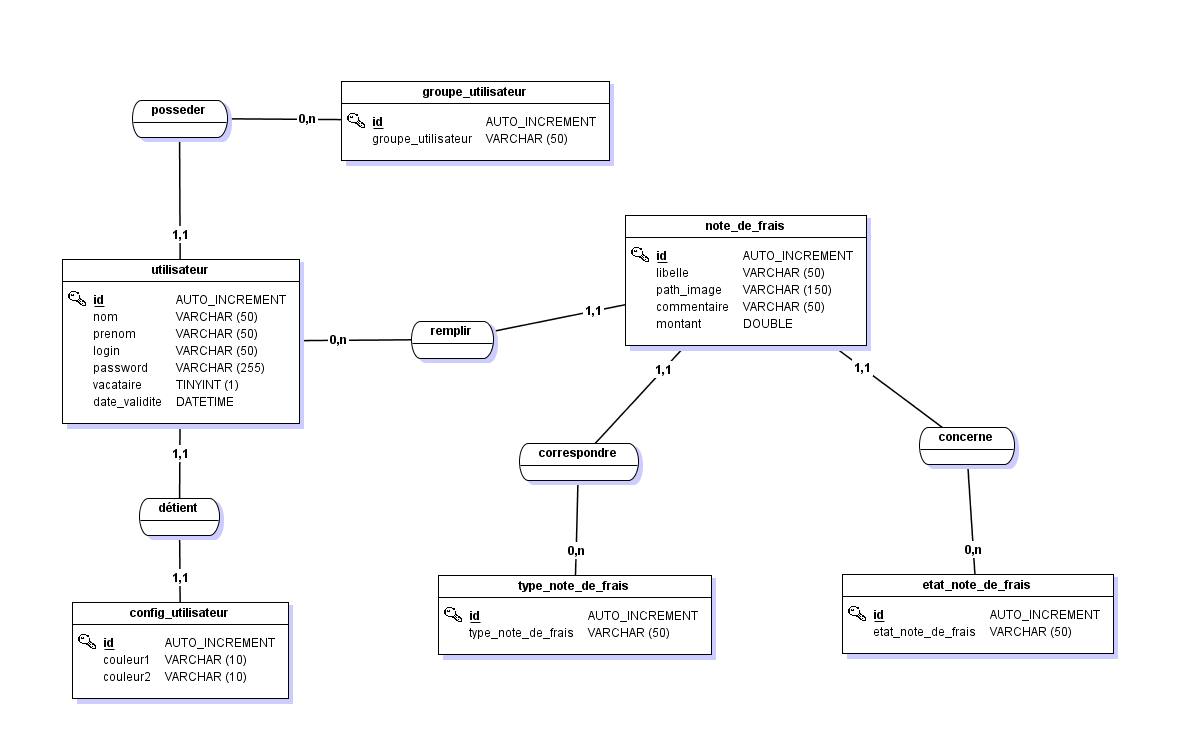 posseder
0,n
groupe_utilisateur
id AUTO_INCREMENT
groupe_utilisateur VARCHAR (50)
1,1
utilisateur
id AUTO_INCREMENT
nom VARCHAR (50)
prenom VARCHAR (50)
login VARCHAR (50)
password VARCHAR (255)
vacataire TINYINT (1)
date_validite DATETIME
0,n
remplir
1,1
note_de_frais
id AUTO_INCREMENT
libelle VARCHAR (50)
path_image VARCHAR (150)
commentaire VARCHAR (50)
montant DOUBLE
1,1
1,1
1,1
détient
1,1
correspondre
0,n
concerne
0,n
config_utilisateur
id AUTO_INCREMENT
couleur1 VARCHAR (10)
couleur2 VARCHAR (10)
type_note_de_frais
id AUTO_INCREMENT
type_note_de_frais VARCHAR (50)
etat_note_de_frais
id AUTO_INCREMENT
etat_note_de_frais VARCHAR (50)